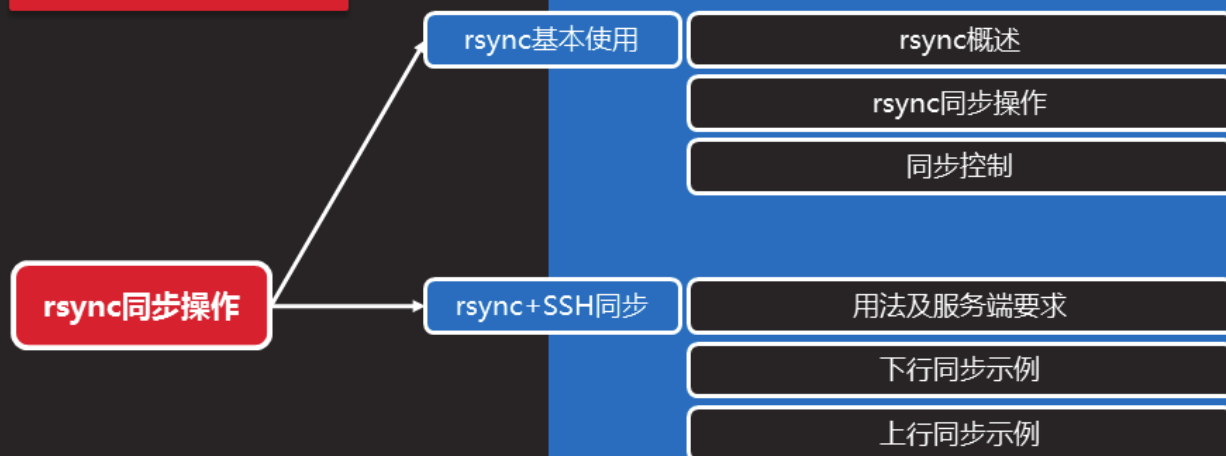 rsync基本使用
rsync概述
rsync同步操作
同步控制
rsync同步操作
rsync+SSH同步
用法及服务端要求
下行同步示例
上行同步示例